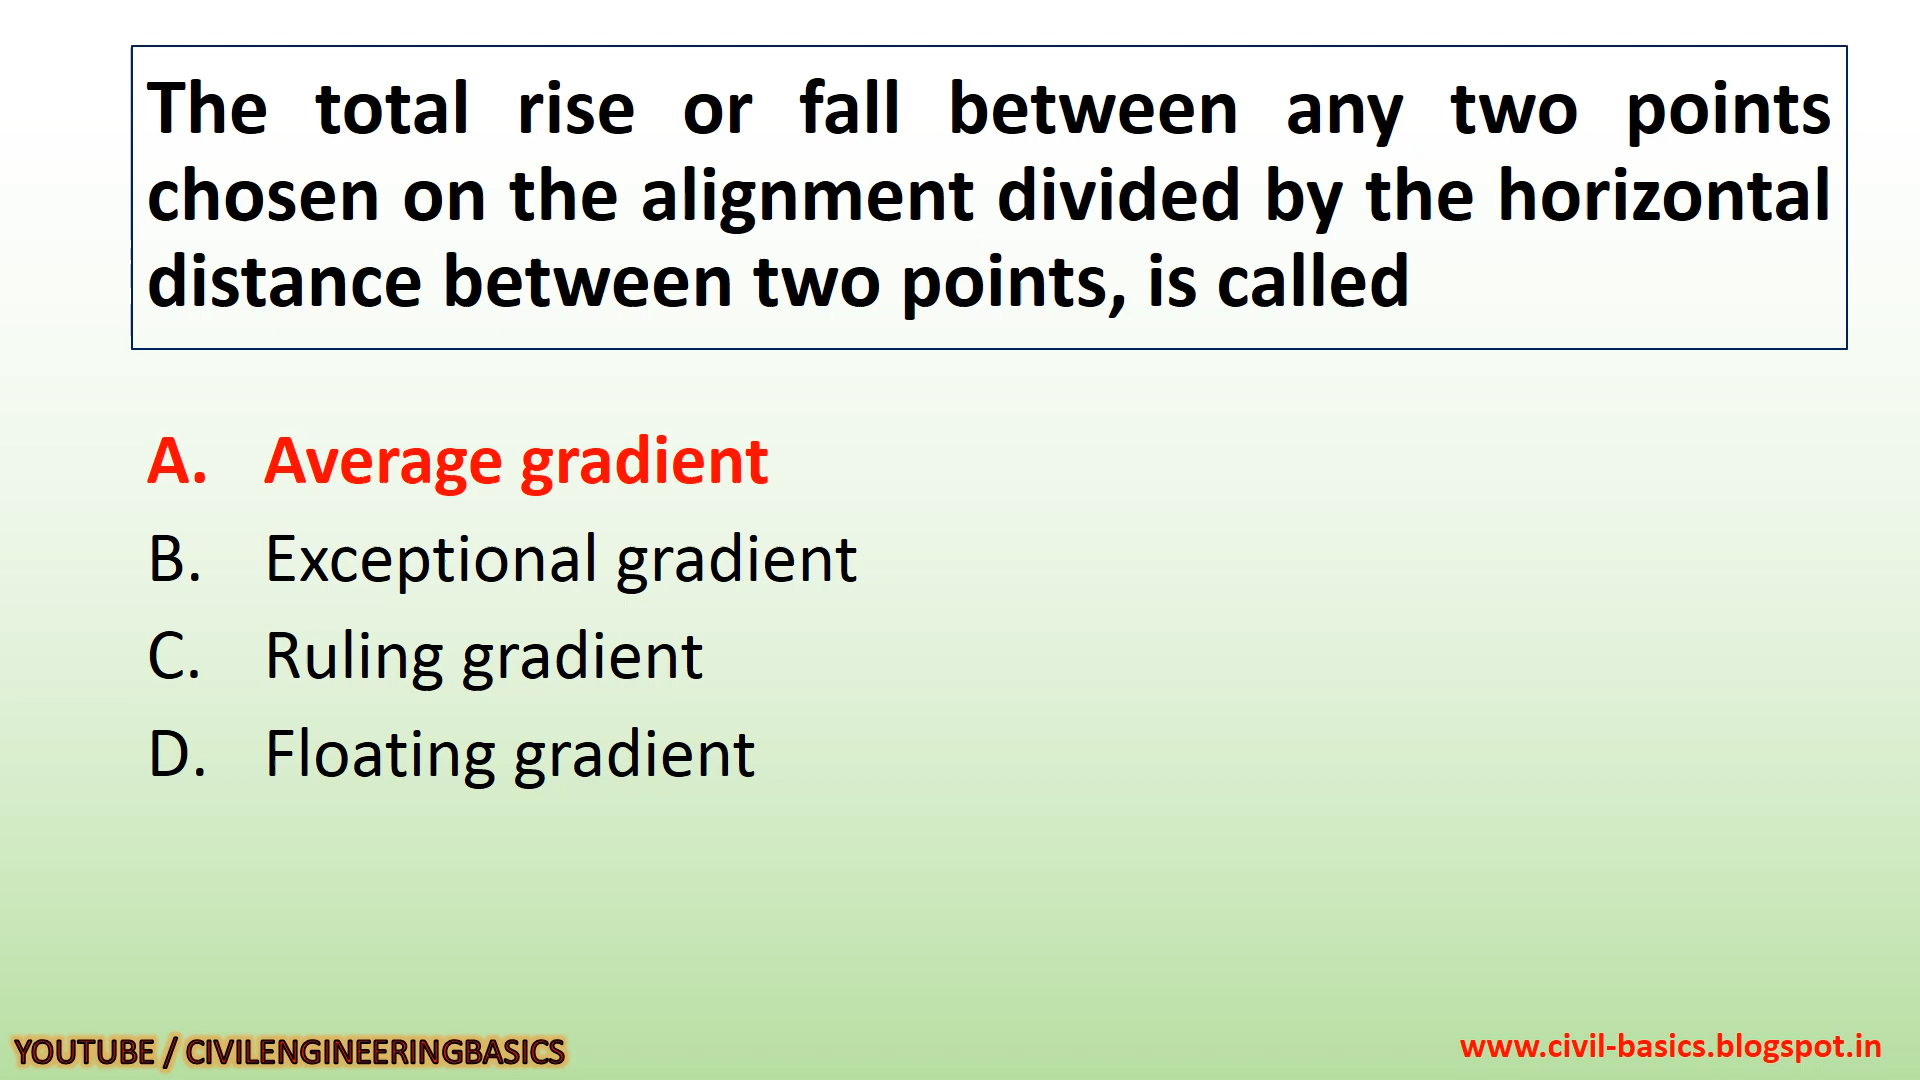 The total rise or fall between any two points
chosen on the alignment divided by the horizontal
distance between two points, is called
A. Average gradient
B. Exceptional gradient
C. Ruling gradient
D. Floating gradient
YOUTUBE / CIVILENGINEERINGBASICS
www.civil-basics.blogspot.in